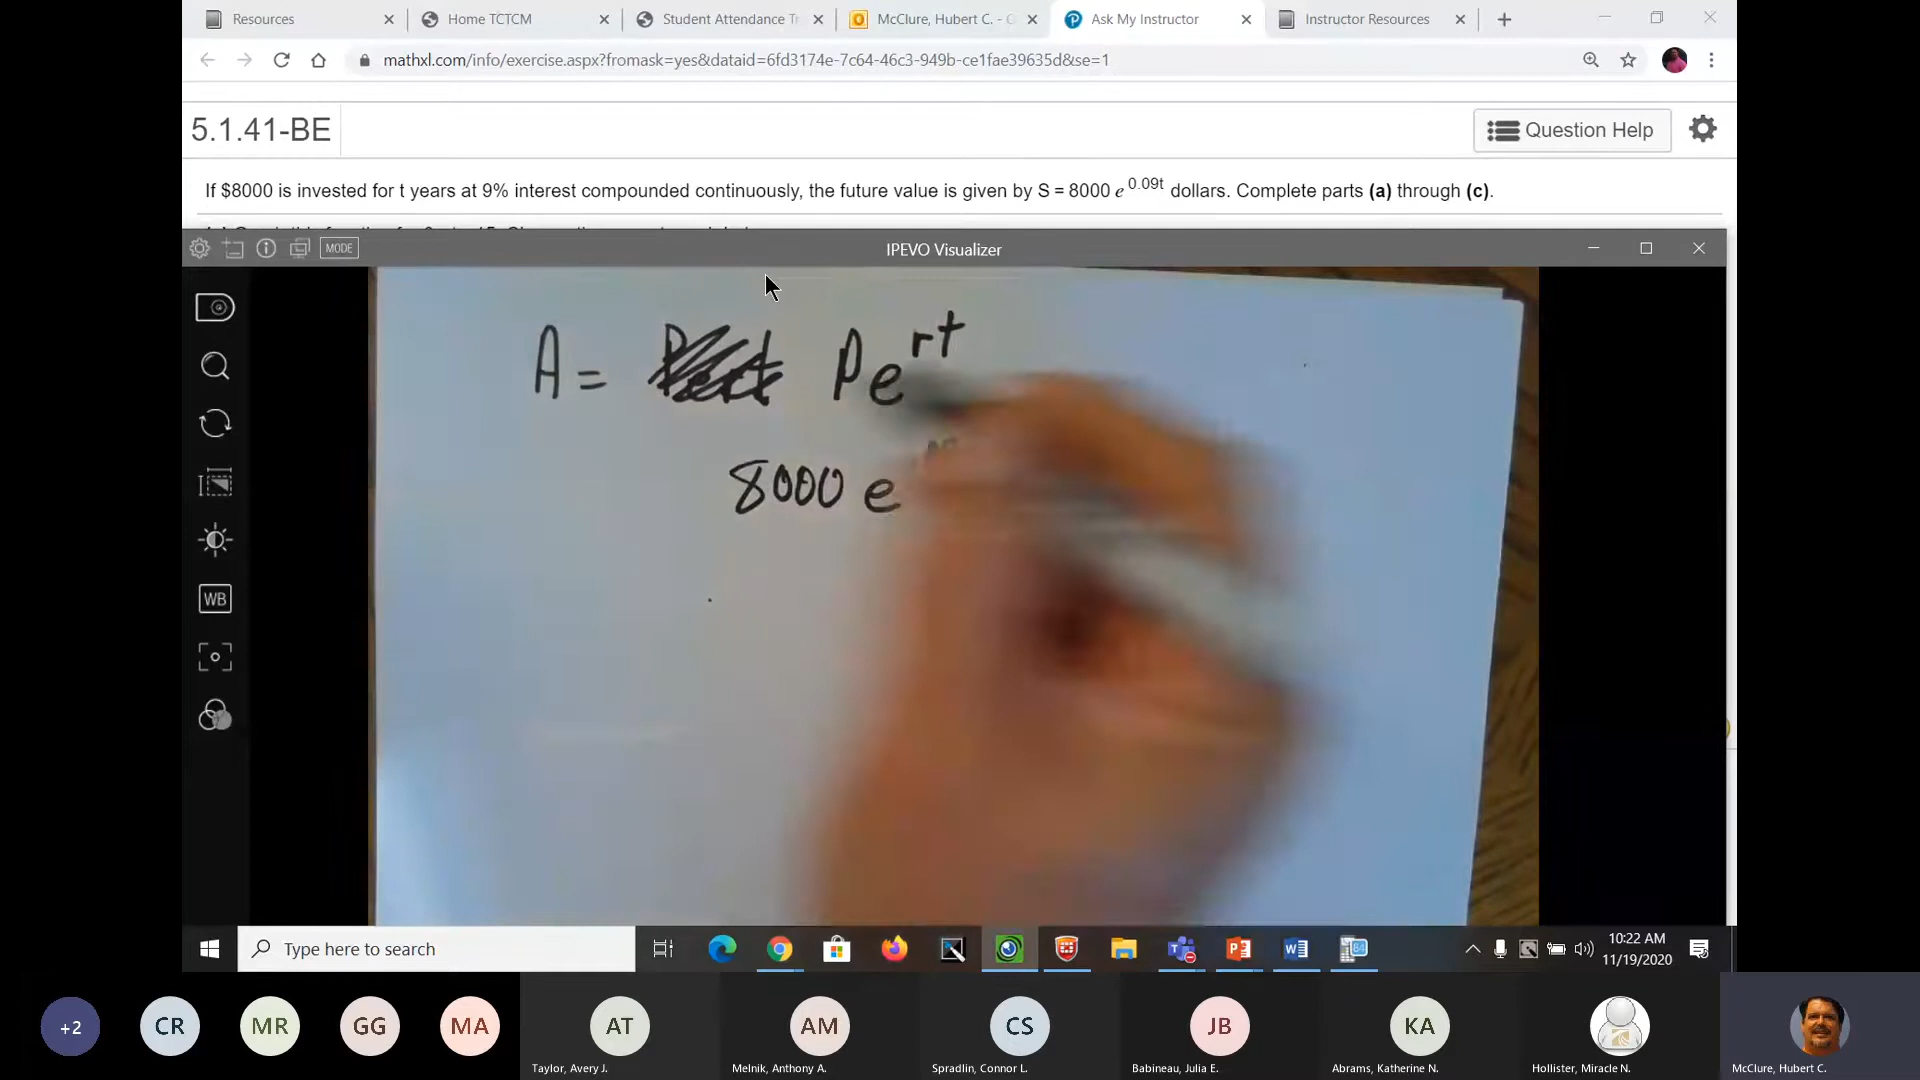 Resources
Home TCTCM
Student Attendance Tr
McClure, Hubert C. -
Ask My Instructor
Instructor Resources
mathxl.com/info/exercise.aspx?fromask=yes&dataid=6fd3174e-7c64-46c3-949b-ce1fae39635d&se=1
5.1.41-BE
Question Help
If $8000 is invested for t years at 9% interest compounded continuously, the future value is given by S = 8000 e^0.09t dollars. Complete parts (a) through (c).
MODE
IPEVO Visualizer
A = Pe^rt
8000 e
WB
Type here to search
10:22 AM
11/19/2020
+2
CR
MR
GG
MA
AT
AM
CS
JB
KA
Taylor, Avery J.
Melnik, Anthony A.
Spradlin, Connor L.
Babineau, Julia E.
Abrams, Katherine N.
Hollister, Miracle N.
McClure, Hubert C.